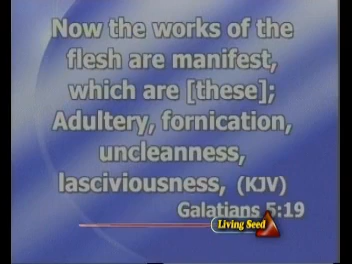 Now the works of the
flesh are manifest,
which are [these];
Adultery, fornication,
uncleanness,
lasciviousness, (KJV)
Galatians 5:19
Living Seed